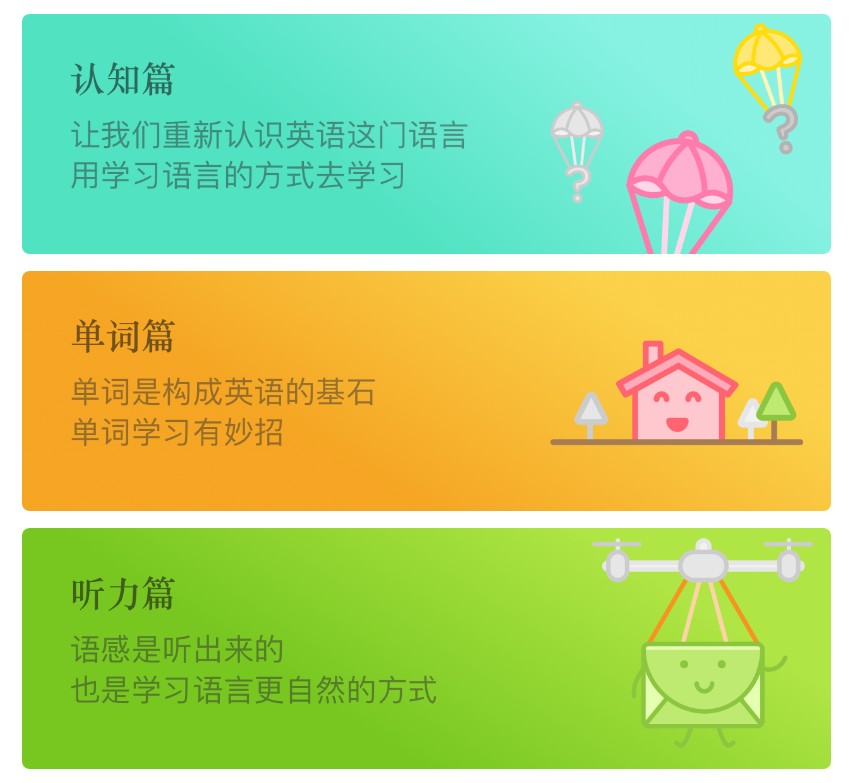 认知篇
让我们重新认识英语这门语言
用学习语言的方式去学习
单词篇
单词是构成英语的基石
单词学习有妙招
听力篇
语感是听出来的
也是学习语言更自然的方式